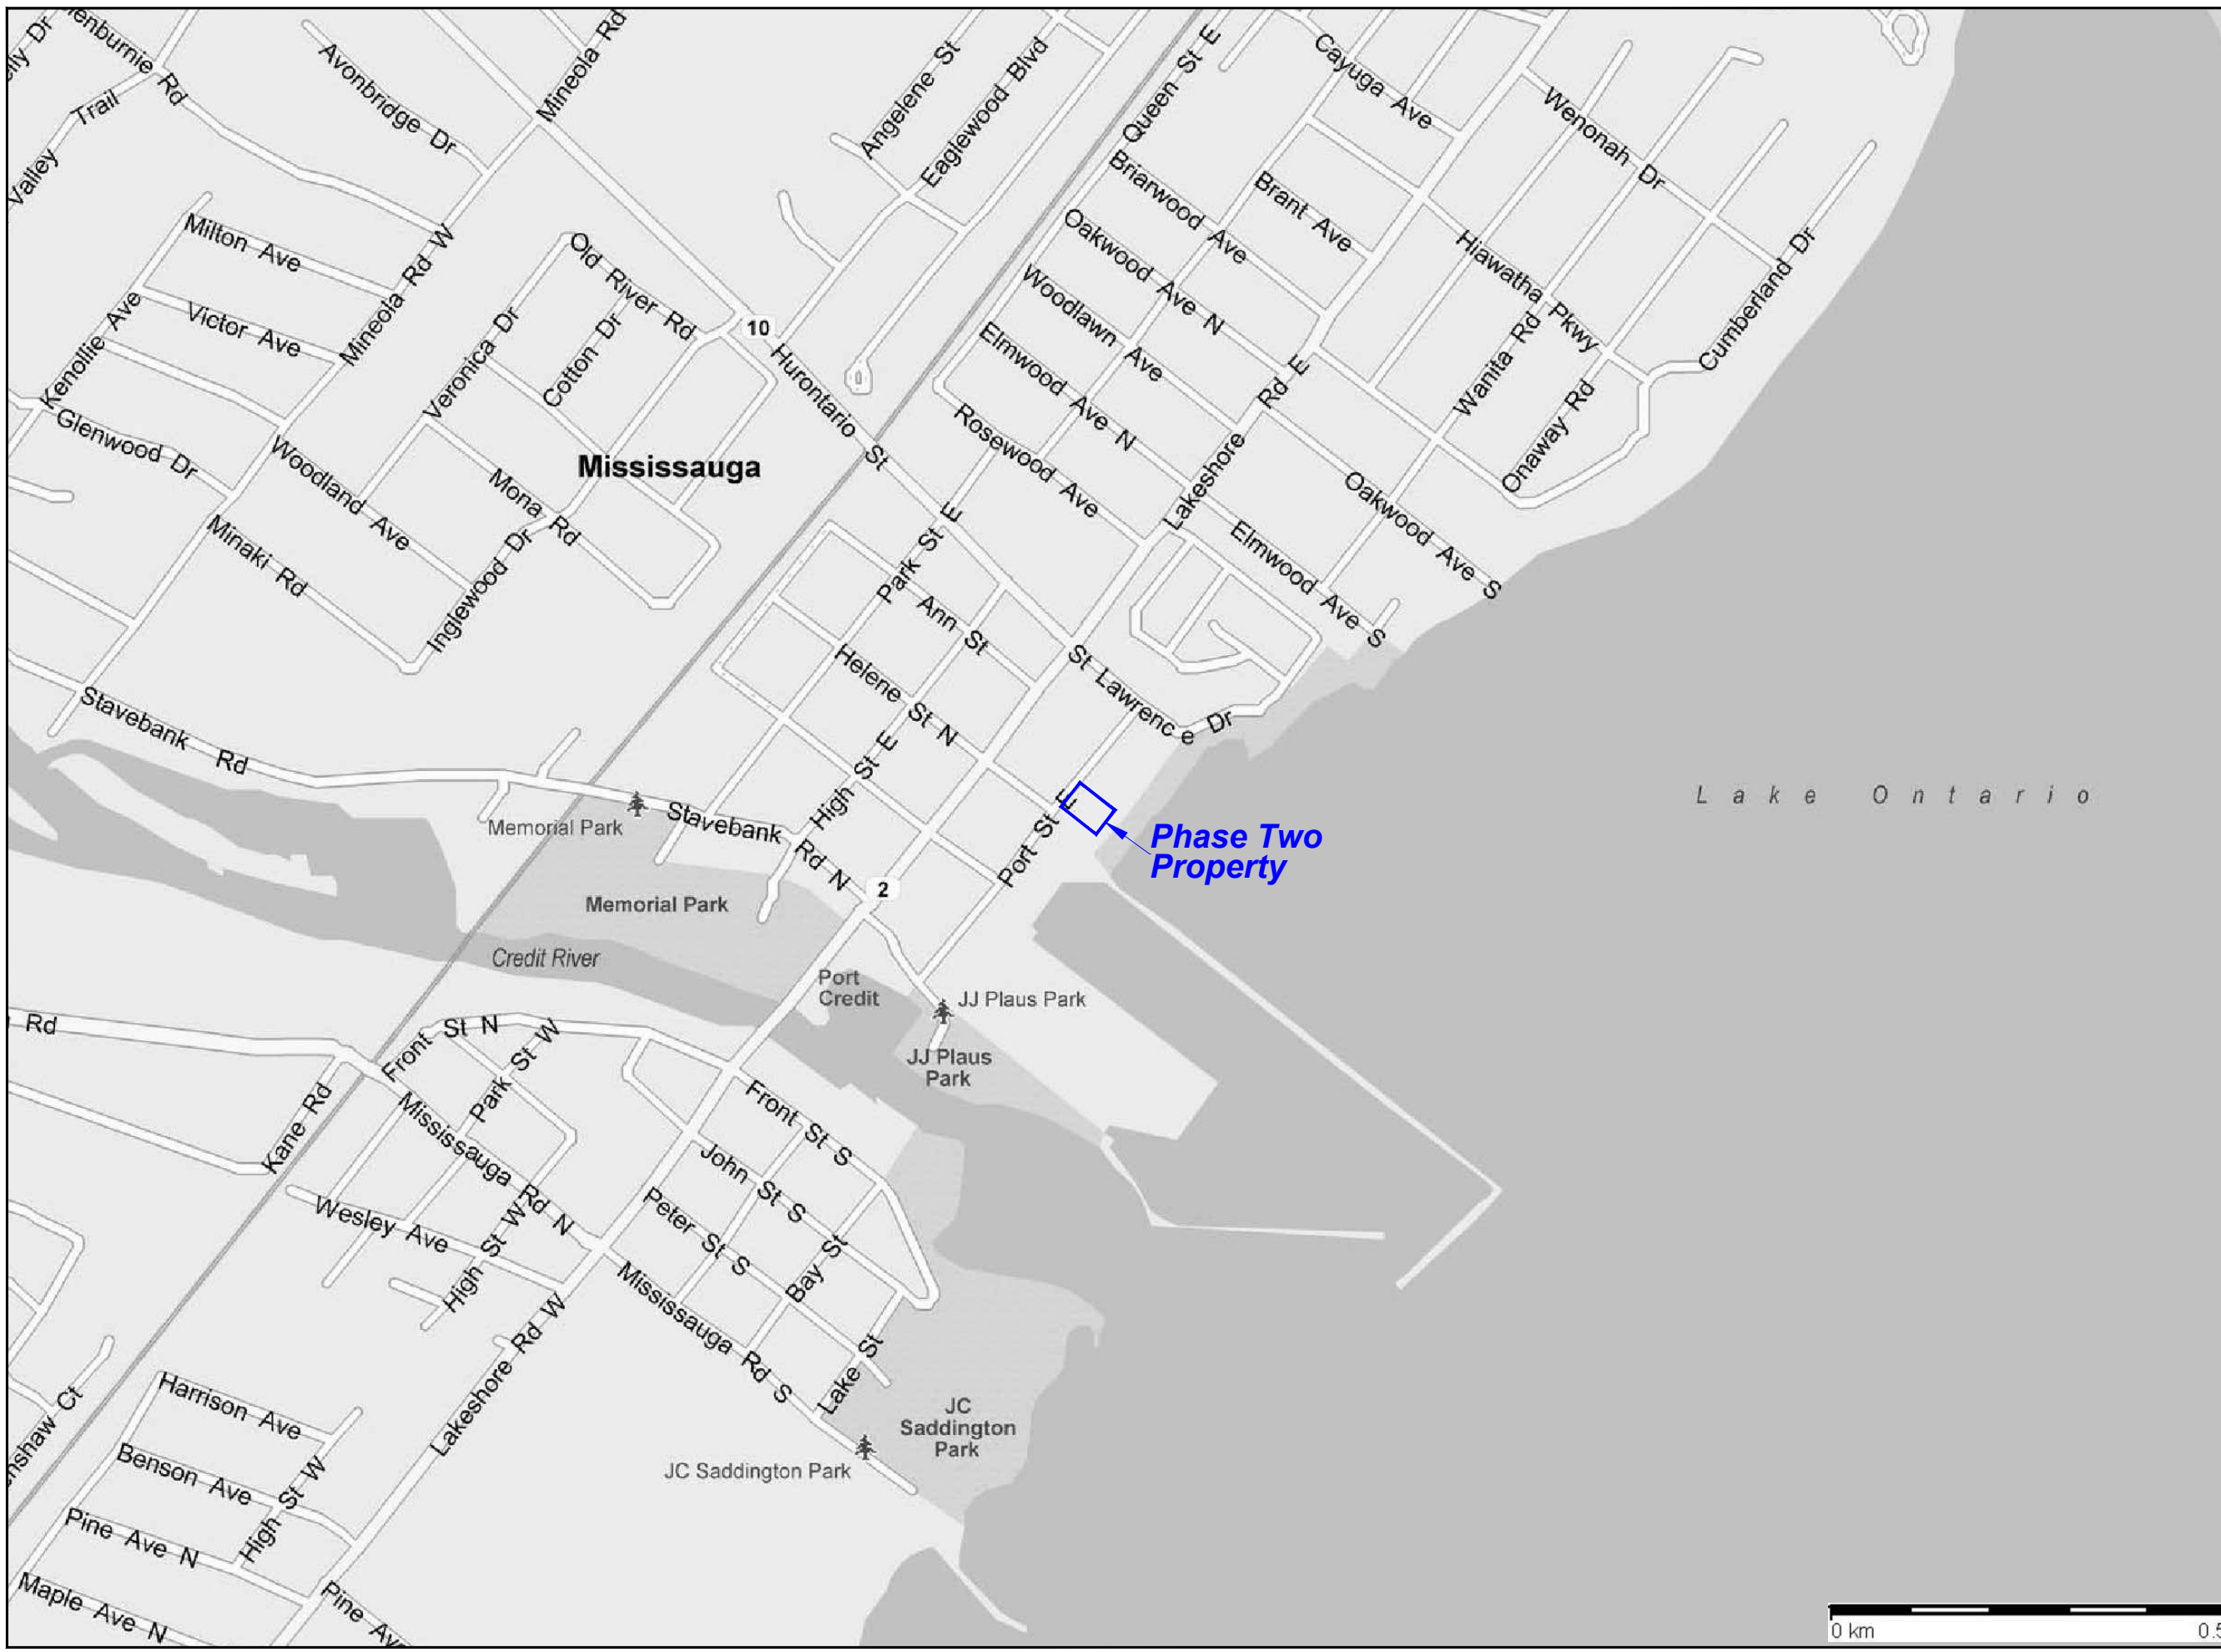 Mineola Rd
Avonbridge Dr
Trail
Rd
Valley
Angelene St
Eaglewood Blvd
Queen St E
Cayuga Ave
Wenonah Dr
Briarwood Ave
Brant Ave
Oakwood Ave N
Hiawatha Pkwy
Cumberland Dr
Milton Ave
Mineola Rd W
Old River Rd
Woodlawn Ave
Victor Ave
Kenollie Ave
Veronica Dr
Cotton Dr
10
Hurontario St
Elmwood Ave N
Wanita Rd
Onaway Rd
Glenwood Dr
Rosewood Ave
Lakeshore Rd E
Woodland Ave
Mississauga
Mona Rd
Oakwood Ave S
Park St E
Minaki Rd
Inglewood Dr
Ann St
Elmwood Ave S
Helene St N
St Lawrence Dr
Stavebank Rd
High St E
Lake Ontario
Memorial Park
Stavebank Rd N
Port St E
Phase Two
Property
2
Memorial Park
Credit River
Port
Credit
JJ Plaus Park
Rd
Front St N
Park St W
JJ Plaus
Park
Kane Rd
Mississauga Rd N
Front St S
John St S
Wesley Ave
High St W
Peter St S
Bay St
Mississauga Rd S
Lakeshore Rd W
Lake St
Harrison Ave
JC
Saddington
Park
Benson Ave
JC Saddington Park
High St W
Pine Ave N
Maple Ave N
Pine Av
0 km
0.5